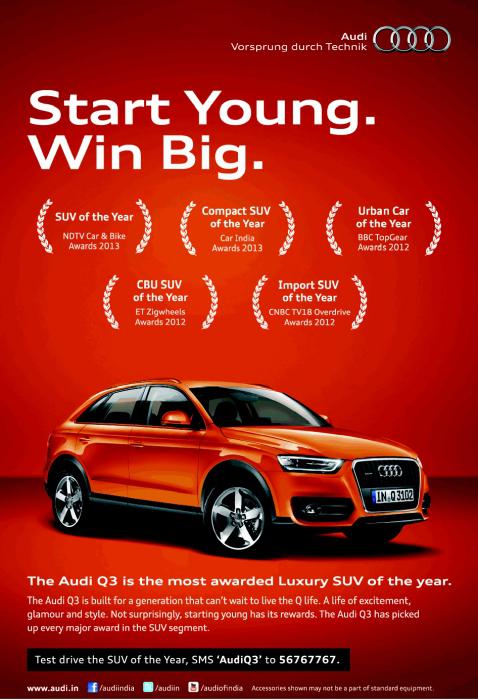 Audi
Vorsprung durch Technik
Start Young.
Win Big.
SUV of the Year
NDTV Car & Bike
Awards 2013
Compact SUV
of the Year
Car India
Awards 2013
Urban Car
of the Year
BBC TopGear
Awards 2012
CBU SUV
of the Year
ET Zigwheels
Awards 2012
Import SUV
of the Year
CNBC TV18 Overdrive
Awards 2012
IN Q 3102
The Audi Q3 is the most awarded Luxury SUV of the year.
The Audi Q3 is built for a generation that can't wait to live the Q life. A life of excitement,
glamour and style. Not surprisingly, starting young has its rewards. The Audi Q3 has picked
up every major award in the SUV segment.
Test drive the SUV of the Year, SMS 'AudiQ3' to 56767767.
www.audi.in f /audiindia /audiin You Tube /audiofindia Accessories shown may not be a part of standard equipment.